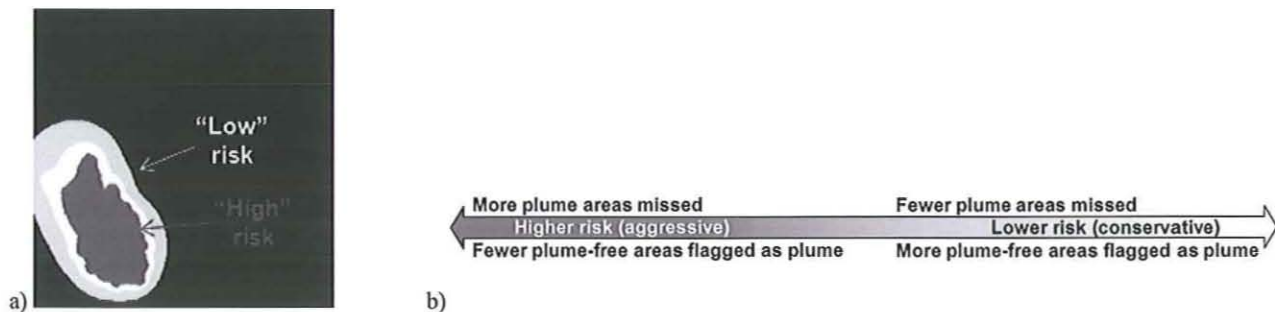 “Low”
risk
“High”
risk
a)
More plume areas missed
Fewer plume areas missed
Higher risk (aggressive)
Lower risk (conservative)
Fewer plume-free areas flagged as plume
More plume-free areas flagged as plume
b)